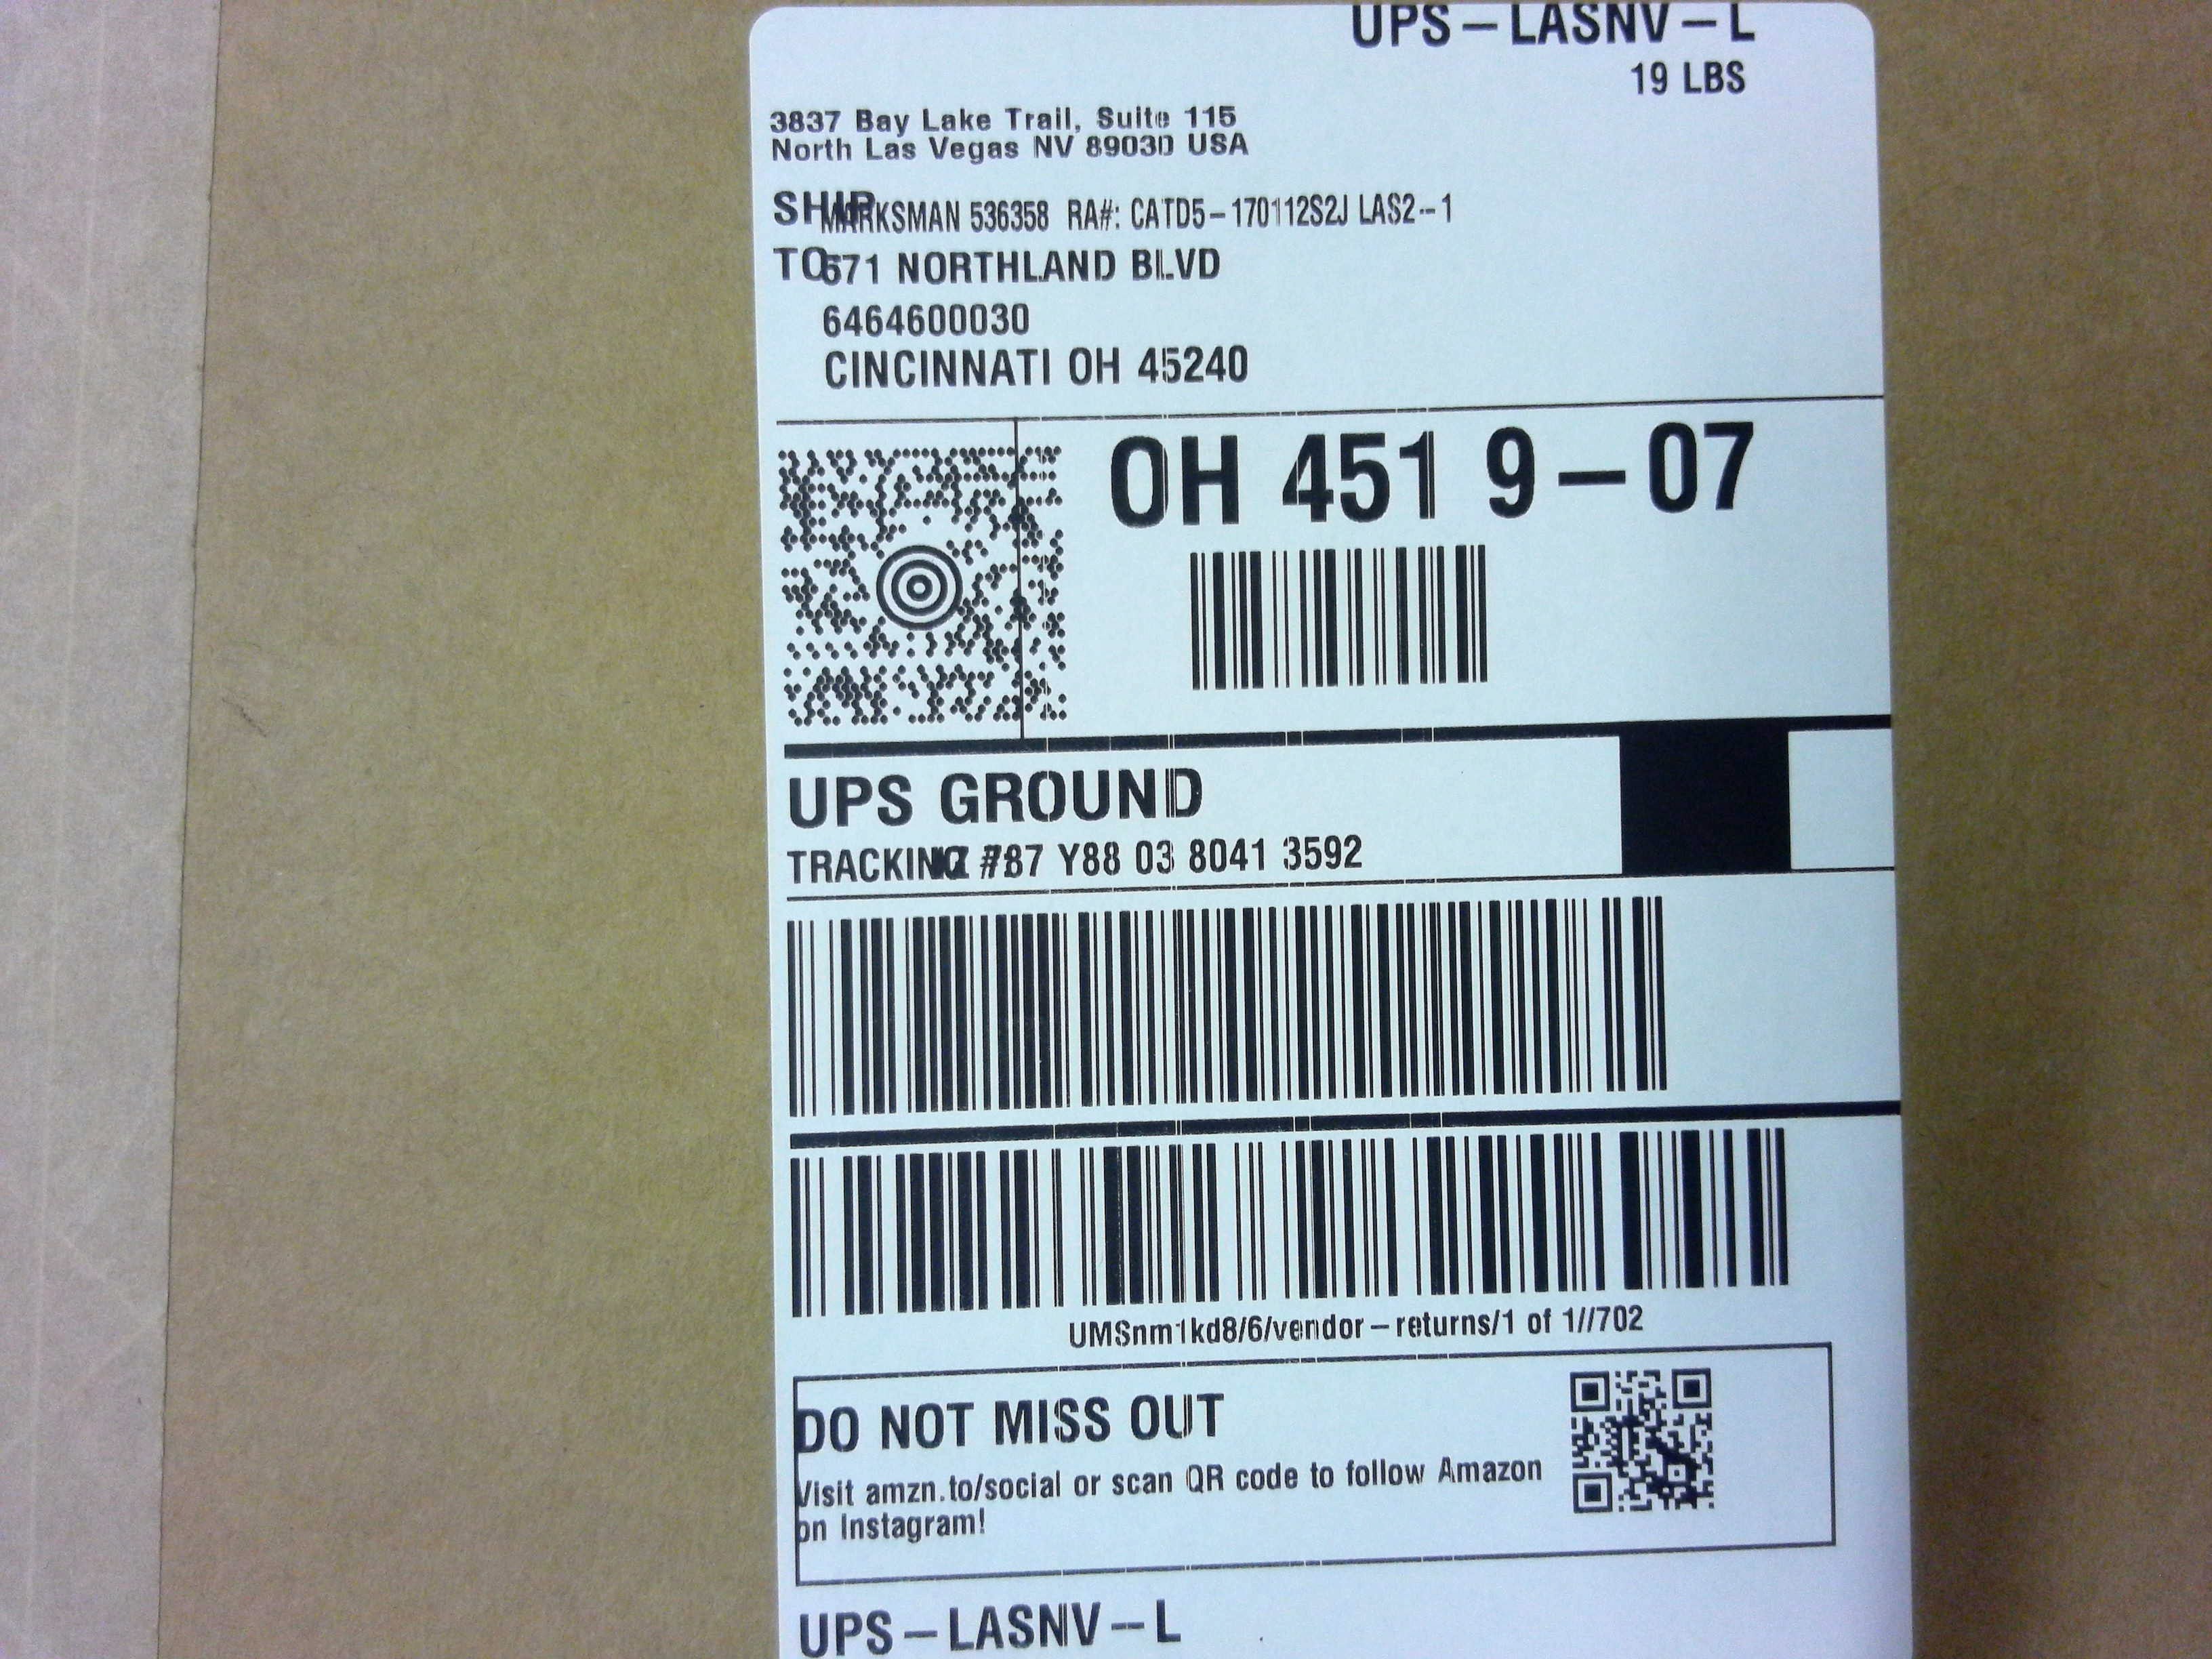 UPS-LASNV-L
19 LBS
3837 Bay Lake Trail, Suite 115
North Las Vegas NV 89030 USA
SHIP
MARKSMAN 536358 RA#: CATD5-170112S2J LAS2--1
TO
671 NORTHLAND BLVD
6464600030
CINCINNATI OH 45240
OH 451 9-07
UPS GROUND
TRACKING #: Y88 03 8041 3592
UMSnm1kd8/6/vendor-returns/1 of 1//702
DO NOT MISS OUT
Visit amzn.to/social or scan QR code to follow Amazon
on Instagram!
UPS-LASNV--L